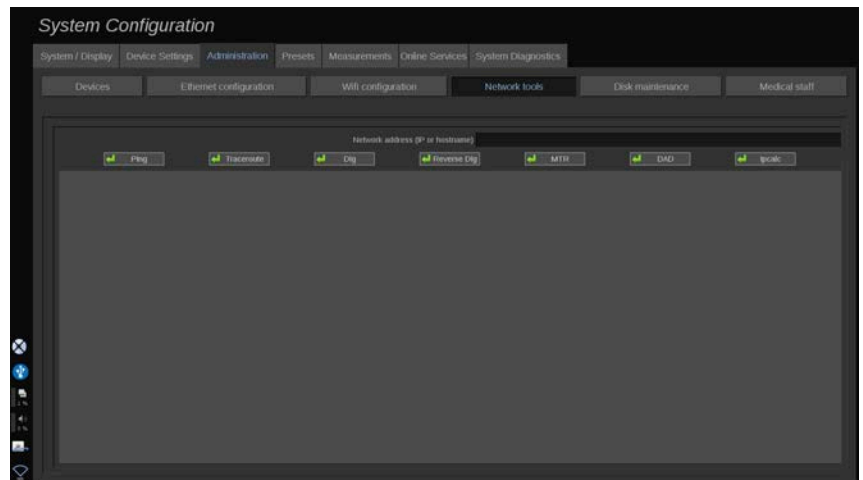 System Configuration
System / Display Device Settings Administration Presets Measurements Online Services System Diagnostics
Devices Ethernet configuration Wifi configuration Network tools Disk maintenance Medical staff
Network address (IP or hostname)
Ping Traceroute Dig Reverse Dig MTR DAD Ipcalc